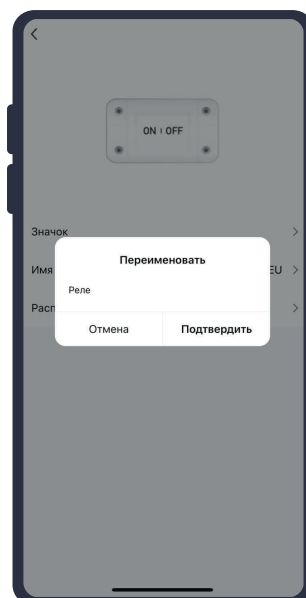 ON | OFF
Значок
Переименовать
Имя
EU
Реле
Расп
Отмена
Подтвердить